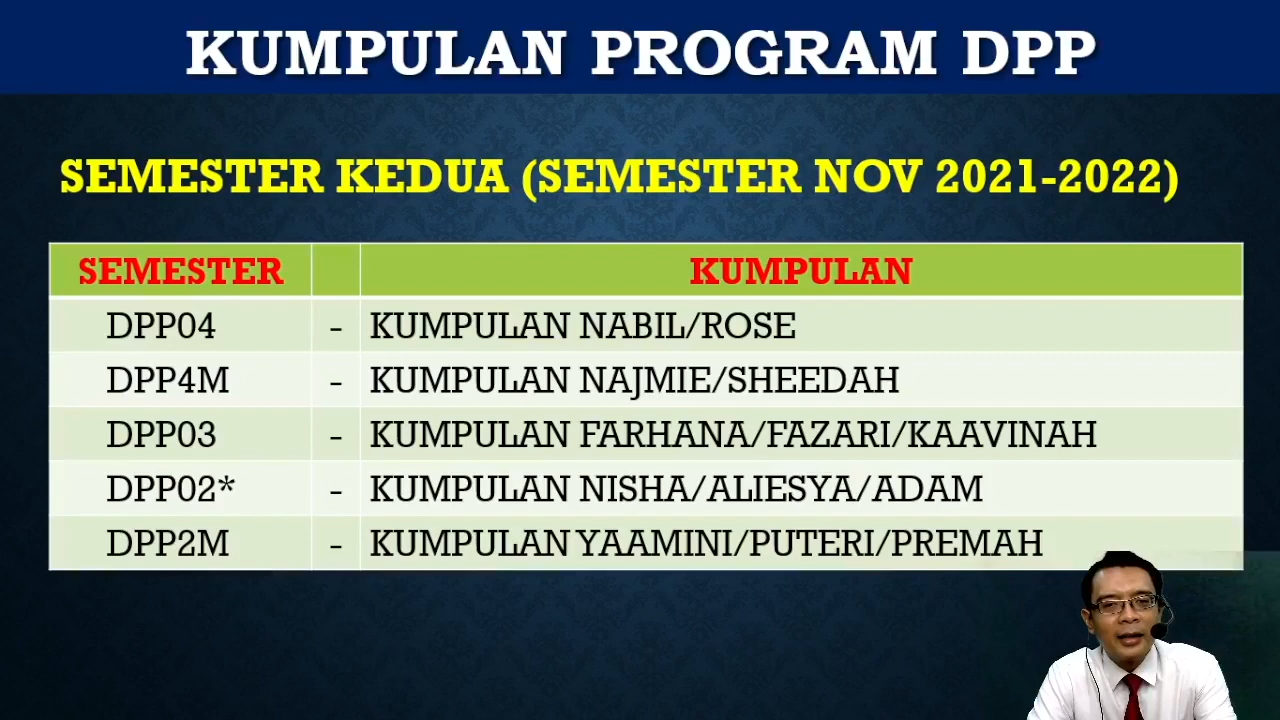 KUMPULAN PROGRAM DPP
SEMESTER KEDUA (SEMESTER NOV 2021-2022)
SEMESTER KUMPULAN
DPP04 - KUMPULAN NABIL/ROSE
DPP4M - KUMPULAN NAJMIE/SHEEDAH
DPP03 - KUMPULAN FARHANA/FAZARI/KAAVINAH
DPP02* - KUMPULAN NISHA/ALIESYA/ADAM
DPP2M - KUMPULAN YAAMINI/PUTERI/PREMAH